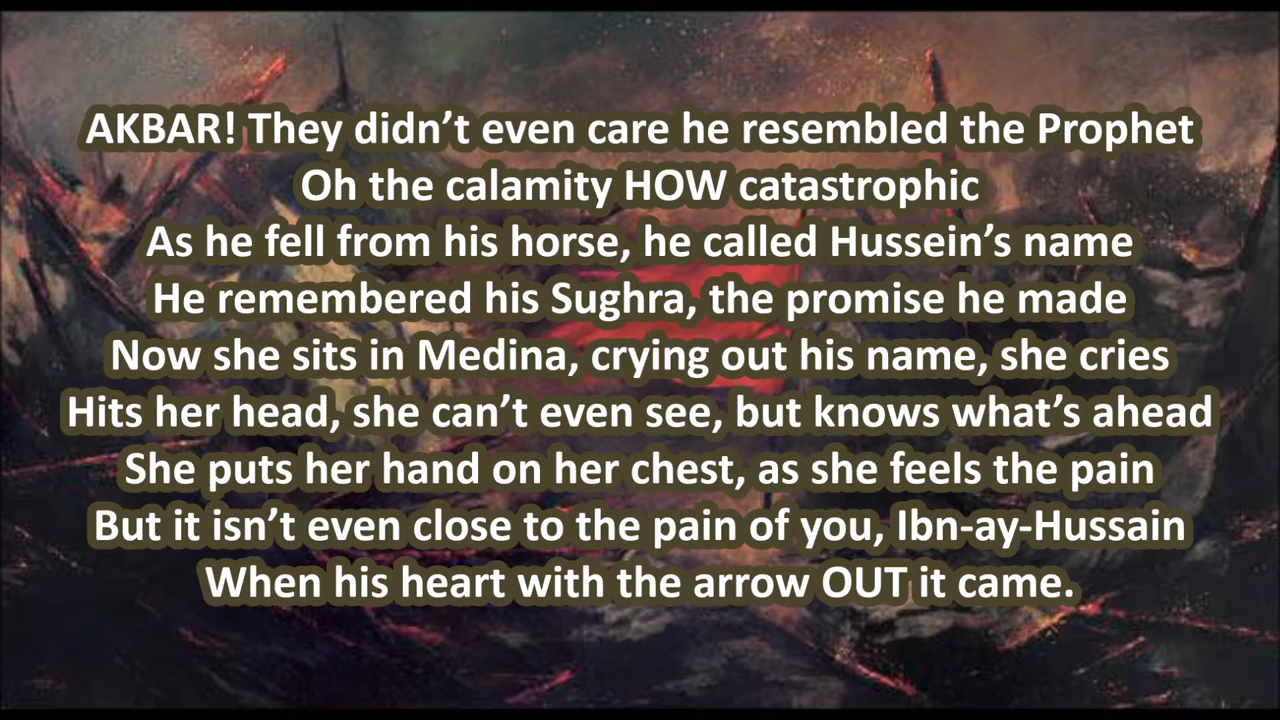 AKBAR! They didn’t even care he resembled the Prophet
Oh the calamity HOW catastrophic
As he fell from his horse, he called Hussein’s name
He remembered his Sughra, the promise he made
Now she sits in Medina, crying out his name, she cries
Hits her head, she can’t even see, but knows what’s ahead
She puts her hand on her chest, as she feels the pain
But it isn’t even close to the pain of you, Ibn-ay-Hussain
When his heart with the arrow OUT it came.